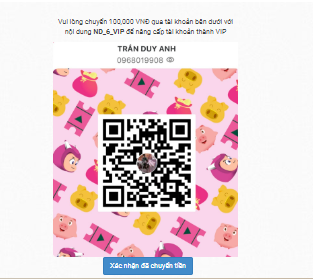 Vui lòng chuyển 100,000 VNĐ qua tài khoản bên dưới với
nội dung ND_6_VIP để nâng cấp tài khoản thành VIP
TRẦN DUY ANH
0968019908
Xác nhận đã chuyển tiền